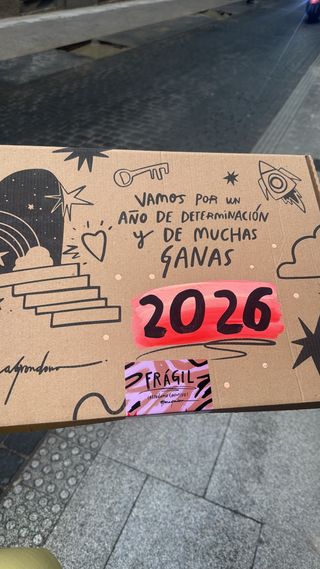 VAMOS POR UN
AÑO DE DETERMINACIÓN
Y DE MUCHAS
GANAS
2026
FRÁGIL